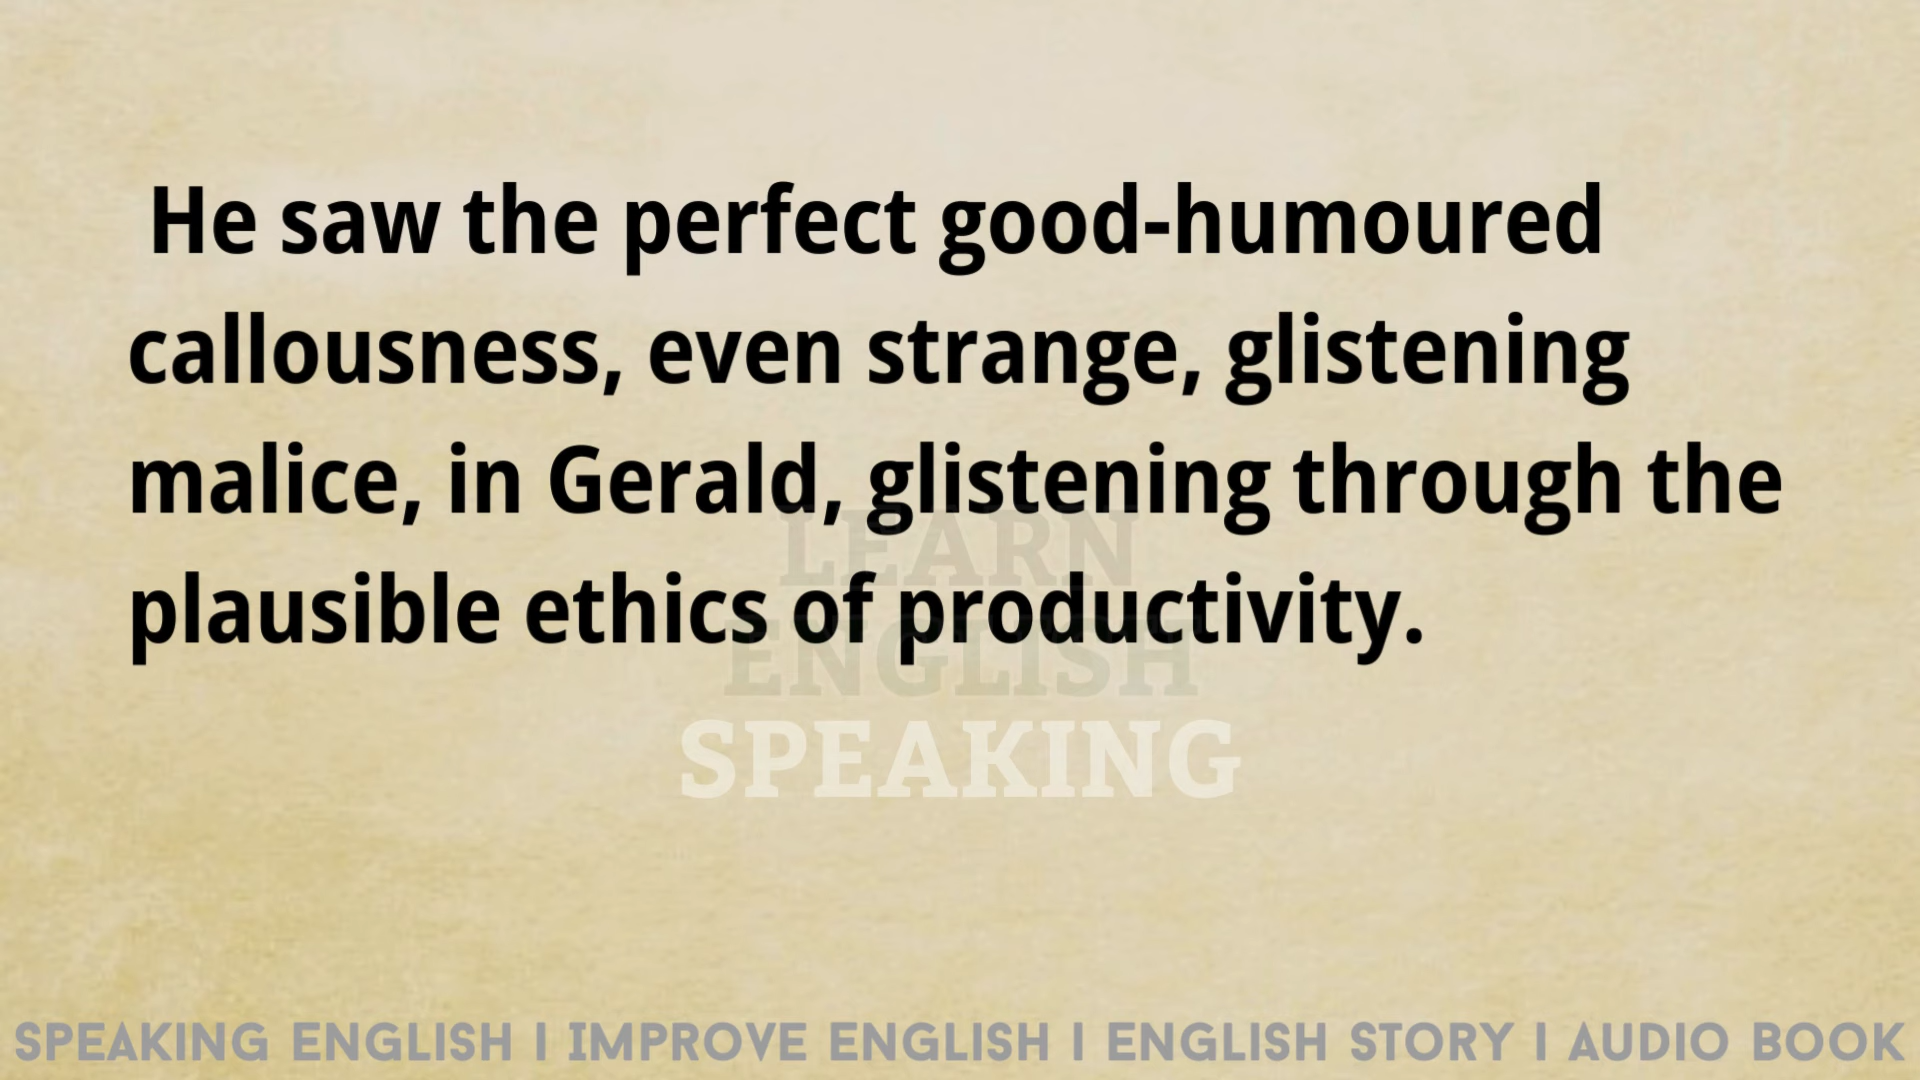 He saw the perfect good-humoured
callousness, even strange, glistening
malice, in Gerald, glistening through the
plausible ethics of productivity.
LEARN
ENGLISH
SPEAKING
SPEAKING ENGLISH I IMPROVE ENGLISH I ENGLISH STORY I AUDIO BOOK